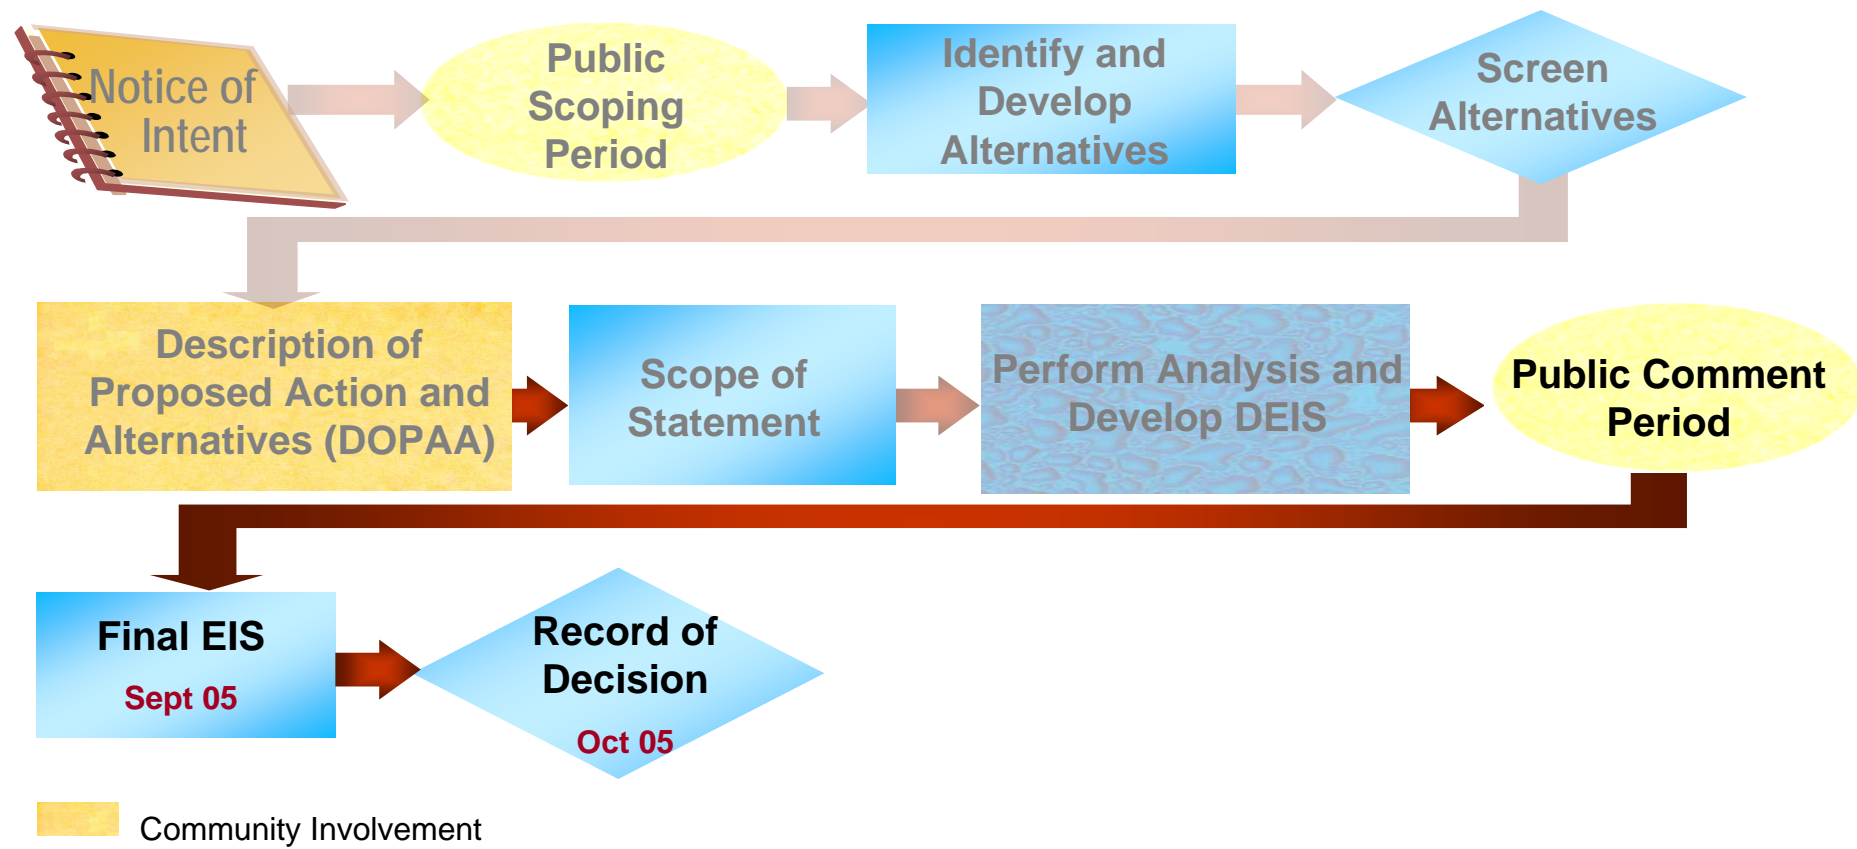 Notice of
Intent
Public
Scoping
Period
Identify and
Develop
Alternatives
Screen
Alternatives
Description of
Proposed Action and
Alternatives (DOPAA)
Scope of
Statement
Perform Analysis and
Develop DEIS
Public Comment
Period
Final EIS
Sept 05
Record of
Decision
Oct 05
Community Involvement